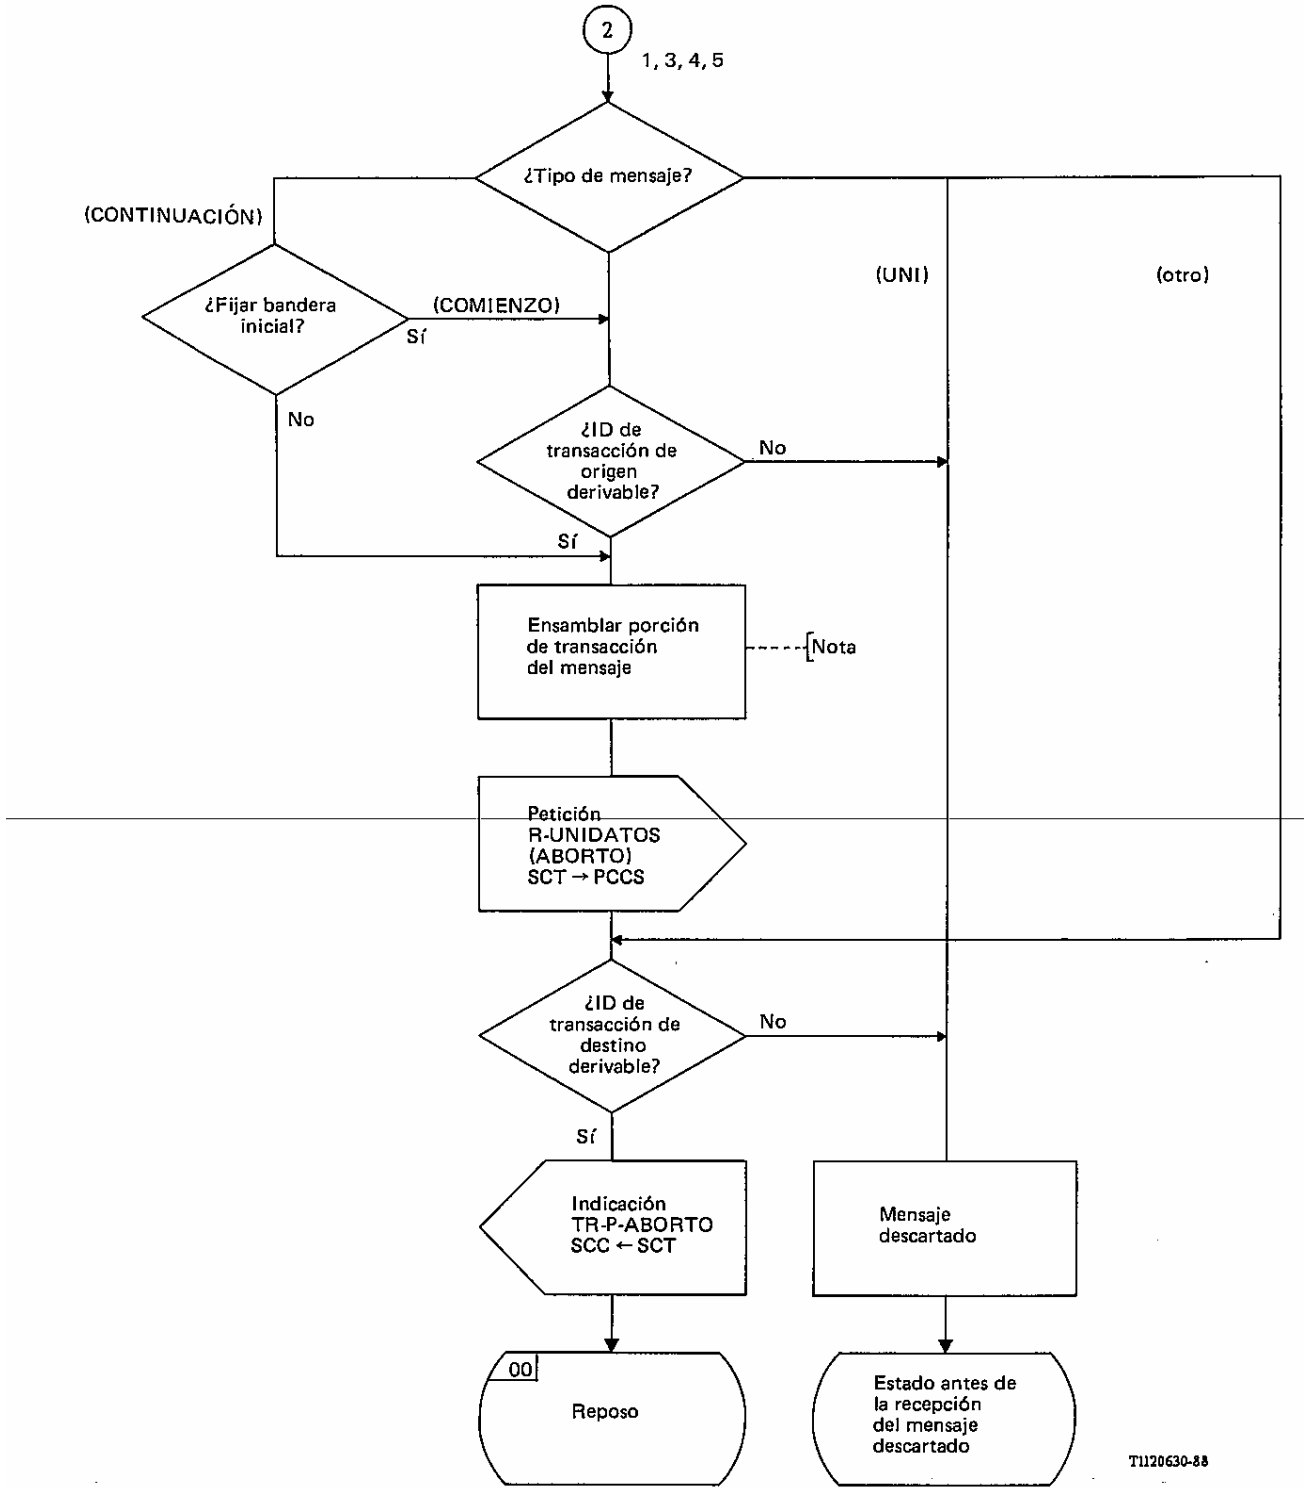 2
1, 3, 4, 5
¿Tipo de mensaje?
(CONTINUACIÓN)
(UNI)
(otro)
¿Fijar bandera
inicial?
(COMIENZO)
Sí
No
¿ID de
transacción de
origen
derivable?
No
Sí
Ensamblar porción
de transacción
del mensaje
Nota
Petición
R-UNIDATOS
(ABORTO)
SCT → PCCS
¿ID de
transacción de
destino
derivable?
No
Sí
Indicación
TR-P-ABORTO
SCC ← SCT
Mensaje
descartado
00
Reposo
Estado antes de
la recepción
del mensaje
descartado
T1120630-88